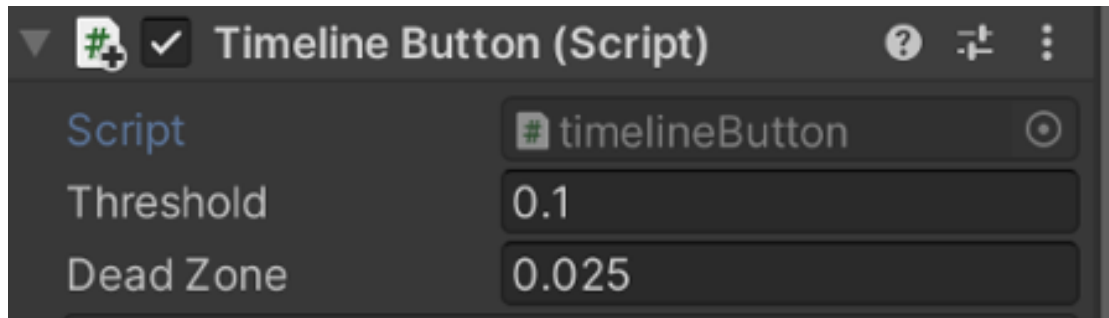 Timeline Button (Script)
Script # timelineButton
Threshold 0.1
Dead Zone 0.025